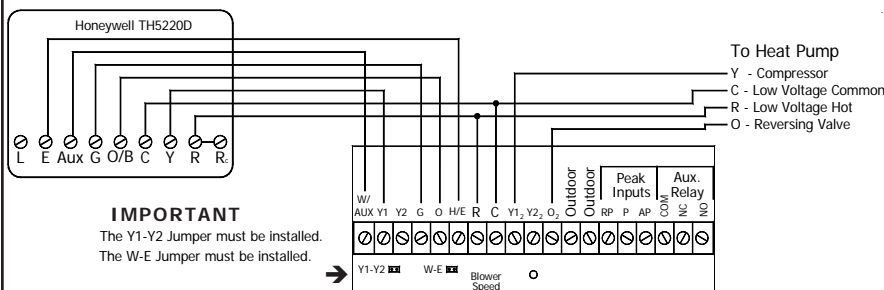 Honeywell TH5220D
L E Aux G O/B C Y R Rc
To Heat Pump
Y - Compressor
C - Low Voltage Common
R - Low Voltage Hot
O - Reversing Valve
IMPORTANT
The Y1-Y2 Jumper must be installed.
The W-E Jumper must be installed.
Peak Inputs
Aux. Relay
W/AUX Y1 Y2 G O H/E R C Y1₂ Y2₂ O₂ Outdoor Outdoor RP P AP COM NC NO
Y1-Y2 W-E Blower Speed